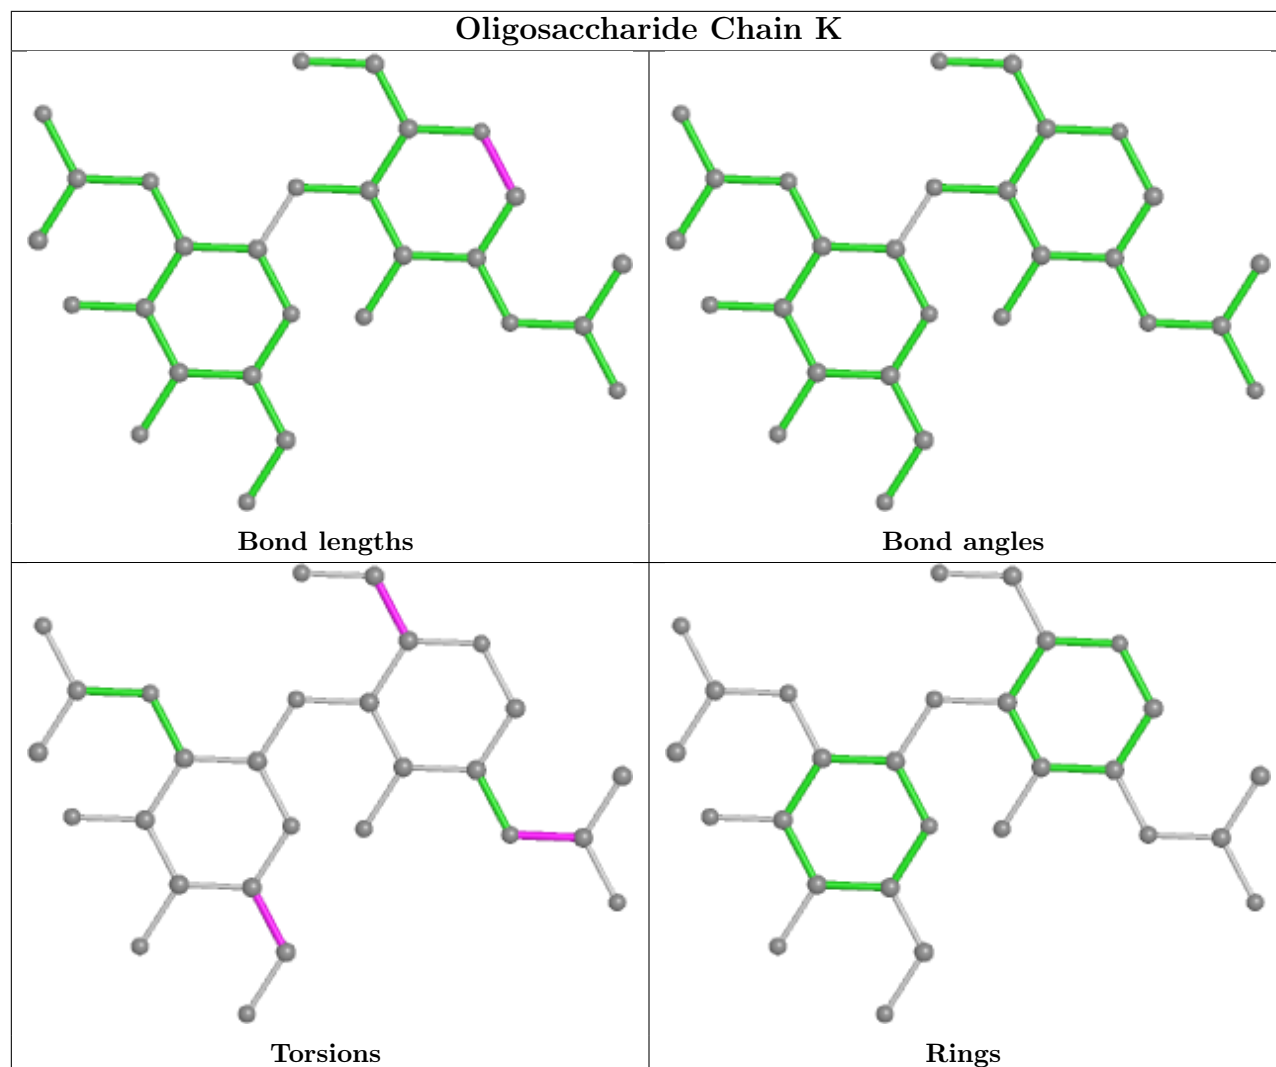 Oligosaccharide Chain K
Bond lengths
Bond angles
Torsions
Rings